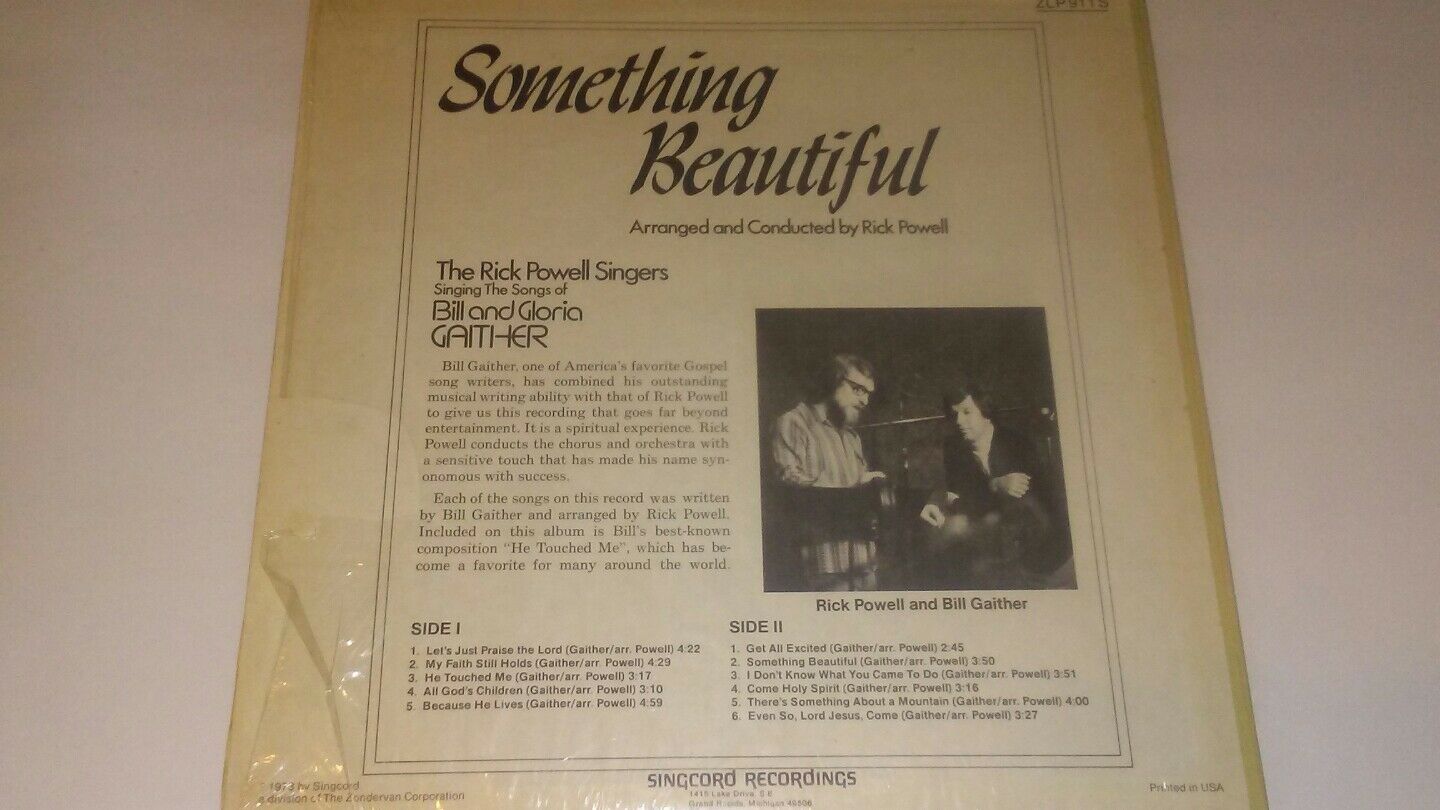 ZLP 911 S
Something
Beautiful
Arranged and Conducted by Rick Powell
The Rick Powell Singers
Singing The Songs of
Bill and Gloria
GAITHER
Bill Gaither, one of America's favorite Gospel
song writers, has combined his outstanding
musical writing ability with that of Rick Powell
to give us this recording that goes far beyond
entertainment. It is a spiritual experience. Rick
Powell conducts the chorus and orchestra with
a sensitive touch that has made his name syn-
onomous with success.
Each of the songs on this record was written
by Bill Gaither and arranged by Rick Powell.
Included on this album is Bill's best-known
composition "He Touched Me", which has be-
come a favorite for many around the world.
Rick Powell and Bill Gaither
SIDE I
1. Let's Just Praise the Lord (Gaither/arr. Powell) 4:22
2. My Faith Still Holds (Gaither/arr. Powell) 4:29
3. He Touched Me (Gaither/arr. Powell) 3:17
4. All God's Children (Gaither/arr. Powell) 3:10
5. Because He Lives (Gaither/arr. Powell) 4:59
SIDE II
1. Get All Excited (Gaither/arr. Powell) 2:45
2. Something Beautiful (Gaither/arr. Powell) 3:50
3. I Don't Know What You Came To Do (Gaither/arr. Powell) 3:51
4. Come Holy Spirit (Gaither/arr. Powell) 3:16
5. There's Something About a Mountain (Gaither/arr. Powell) 4:00
6. Even So, Lord Jesus, Come (Gaither/arr. Powell) 3:27
1973 by Singcord
a division of The Zondervan Corporation
SINGCORD RECORDINGS
1415 Lake Drive, S.E.
Grand Rapids, Michigan 49506
Printed in USA